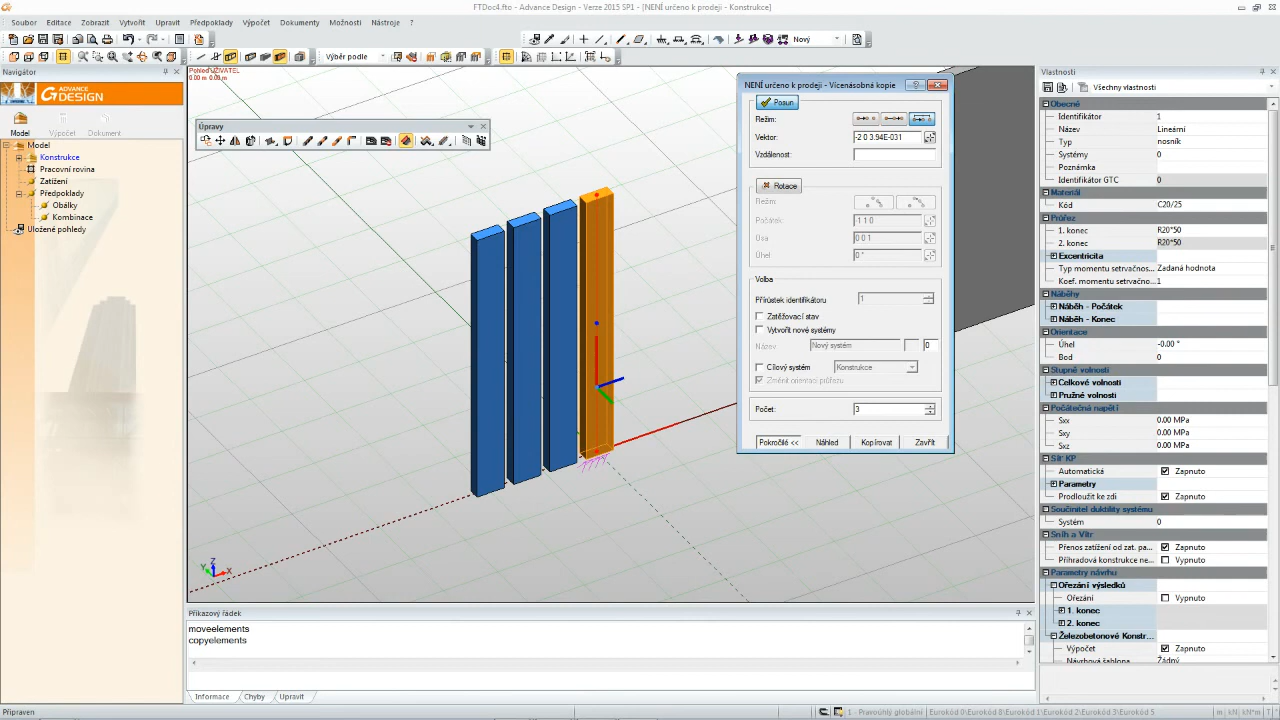 FTDoc4.fto - Advance Design - Verze 2015 SP1 - [NENÍ určeno k prodeji - Konstrukce]
Soubor Editace Zobrazit Vytvořit Upravit Předpoklady Výpočet Dokumenty Možnosti Nástroje ?
Nový
Výběr podle
Navigátor
ADVANCE
DESIGN
Model Výpočet Dokument
Model
Konstrukce
Pracovní rovina
Zatížení
Předpoklady
Obálky
Kombinace
Uložené pohledy
Pohled UŽIVATEL
0.00 m 0.00 m
Úpravy
Z
Y
X
NENÍ určeno k prodeji - Vícenásobná kopie
Posun
Režim:
Vektor: -2 0 3.94E-031
Vzdálenost:
Rotace
Režim:
Počátek: -1 1 0
Osa 0 0 1
Úhel 0 °
Volba
Přírůstek identifikátoru 1
Zatěžovací stav
Vytvořit nové systémy
Název Nový systém 0
Cílový systém Konstrukce
Změnit orientaci průřezu
Počet: 3
Pokročilé << Náhled Kopírovat Zavřít
Vlastnosti
Všechny vlastnosti
Obecné
Identifikátor 1
Název Lineární
Typ nosník
Systémy 0
Poznámka
Identifikátor GTC 0
Materiál
Kód C20/25
Průřez
1. konec R20*50
2. konec R20*50
Excentricita
Typ momentu setrvačnos... Zadaná hodnota
Koef. momentu setrvačno... 1
Náběhy
Náběh - Počátek
Náběh - Konec
Orientace
Úhel -0.00 °
Bod 0
Stupně volnosti
Celkové volnosti
Pružné volnosti
Počáteční napětí
Sxx 0.00 MPa
Sxy 0.00 MPa
Sxz 0.00 MPa
Síť KP
Automatická Zapnuto
Parametry
Prodloužit ke zdi Zapnuto
Součinitel duktility systému
Systém 0
Sníh a Vítr
Přenos zatížení od zat. pa... Zapnuto
Příhradová konstrukce ne... Vypnuto
Parametry návrhu
Ořezání výsledků
Ořezání Vypnuto
1. konec
2. konec
Železobetonové Konstr...
Výpočet Zapnuto
Návrhová šablona Žádný
Příkazový řádek
moveelements
copyelements
Informace Chyby Upravit
Připraven
1 - Pravoúhlý globální Eurokód 0\Eurokód 8\Eurokód 1\Eurokód 2\Eurokód 3\Eurokód 5 m kN kN*m T